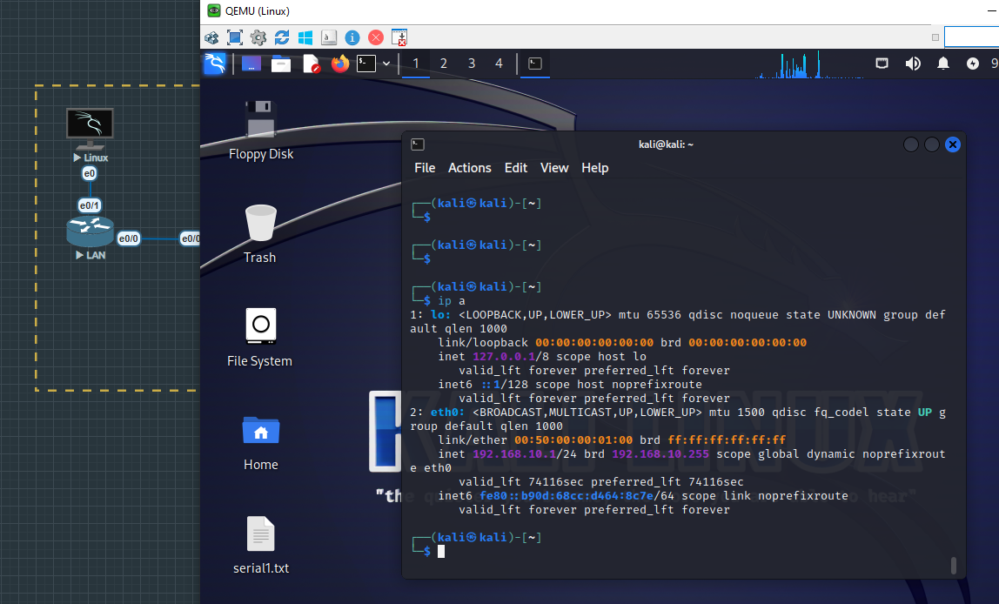 QEMU (Linux)
1 2 3 4
9
Linux
e0
e0/1
e0/0
e0/0
LAN
Floppy Disk
Trash
File System
Home
serial1.txt
kali@kali: ~
File Actions Edit View Help
┌──(kali㉿kali)-[~]
└─$
┌──(kali㉿kali)-[~]
└─$
┌──(kali㉿kali)-[~]
└─$ ip a
1: lo: <LOOPBACK,UP,LOWER_UP> mtu 65536 qdisc noqueue state UNKNOWN group def
ault qlen 1000
link/loopback 00:00:00:00:00:00 brd 00:00:00:00:00:00
inet 127.0.0.1/8 scope host lo
valid_lft forever preferred_lft forever
inet6 ::1/128 scope host noprefixroute
valid_lft forever preferred_lft forever
2: eth0: <BROADCAST,MULTICAST,UP,LOWER_UP> mtu 1500 qdisc fq_codel state UP g
roup default qlen 1000
link/ether 00:50:00:00:01:00 brd ff:ff:ff:ff:ff:ff
inet 192.168.10.1/24 brd 192.168.10.255 scope global dynamic noprefixrout
e eth0
valid_lft 74116sec preferred_lft 74116sec
inet6 fe80::b90d:68cc:d464:8c7e/64 scope link noprefixroute
valid_lft forever preferred_lft forever
┌──(kali㉿kali)-[~]
└─$